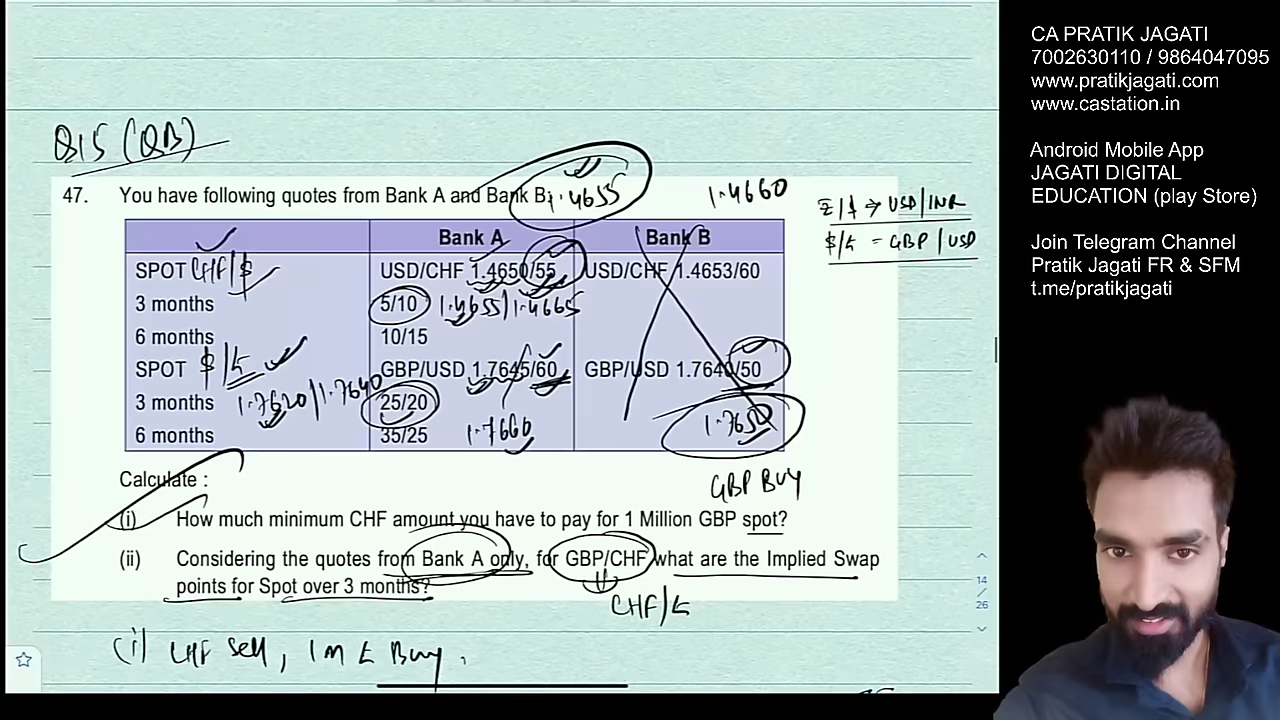 Q15 (QB)
47. You have following quotes from Bank A and Bank B: 1.4655 1.4660
Bank A Bank B
SPOT CHF/$ USD/CHF 1.4650/55 USD/CHF 1.4653/60
3 months 5/10 1.4655/1.4665
6 months 10/15
SPOT $/£ GBP/USD 1.7645/60 GBP/USD 1.7640/50
3 months 1.7620/1.7640 25/20
6 months 35/25 1.7660 1.7650
GBP Buy
Calculate :
(i) How much minimum CHF amount you have to pay for 1 Million GBP spot?
(ii) Considering the quotes from Bank A only, for GBP/CHF what are the Implied Swap
points for Spot over 3 months?
CHF/£
(i) CHF sell, 1m £ Buy.
₹/$ → USD/INR
$/£ = GBP/USD
14
/
26
CA PRATIK JAGATI
7002630110 / 9864047095
www.pratikjagati.com
www.castation.in
Android Mobile App
JAGATI DIGITAL
EDUCATION (play Store)
Join Telegram Channel
Pratik Jagati FR & SFM
t.me/pratikjagati